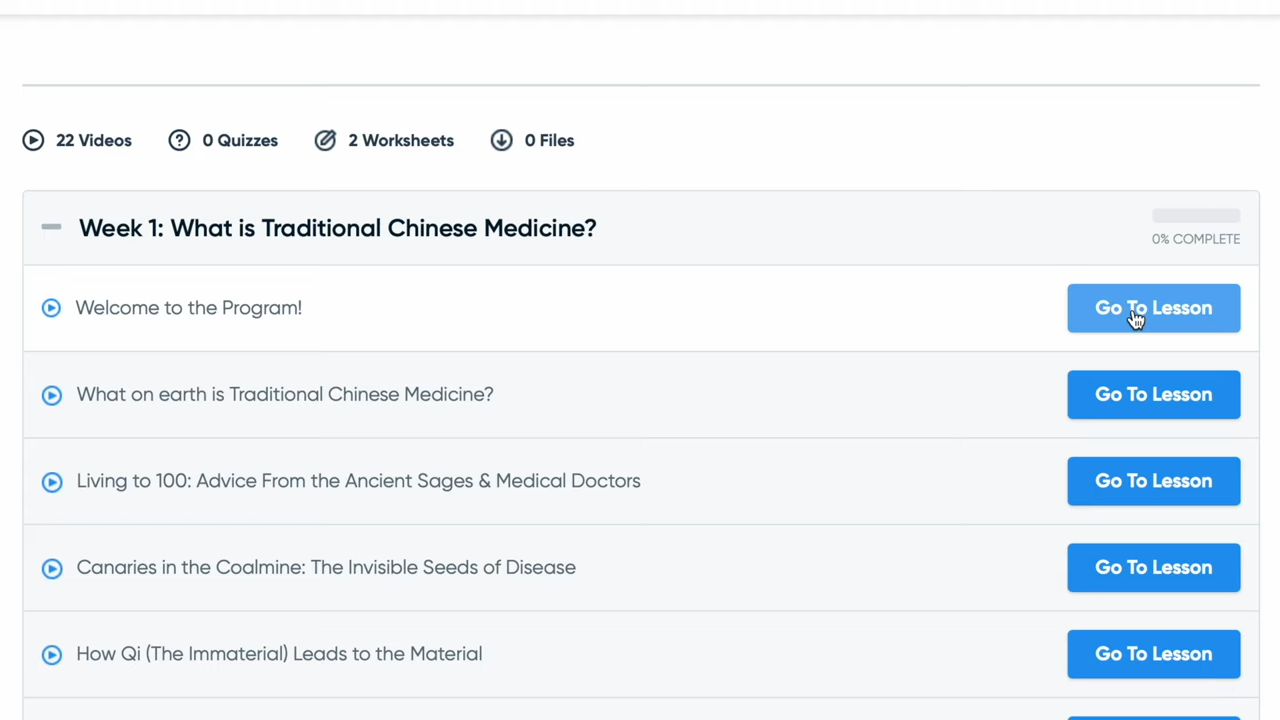 22 Videos 0 Quizzes 2 Worksheets 0 Files
Week 1: What is Traditional Chinese Medicine?
0% COMPLETE
Welcome to the Program! Go To Lesson
What on earth is Traditional Chinese Medicine? Go To Lesson
Living to 100: Advice From the Ancient Sages & Medical Doctors Go To Lesson
Canaries in the Coalmine: The Invisible Seeds of Disease Go To Lesson
How Qi (The Immaterial) Leads to the Material Go To Lesson